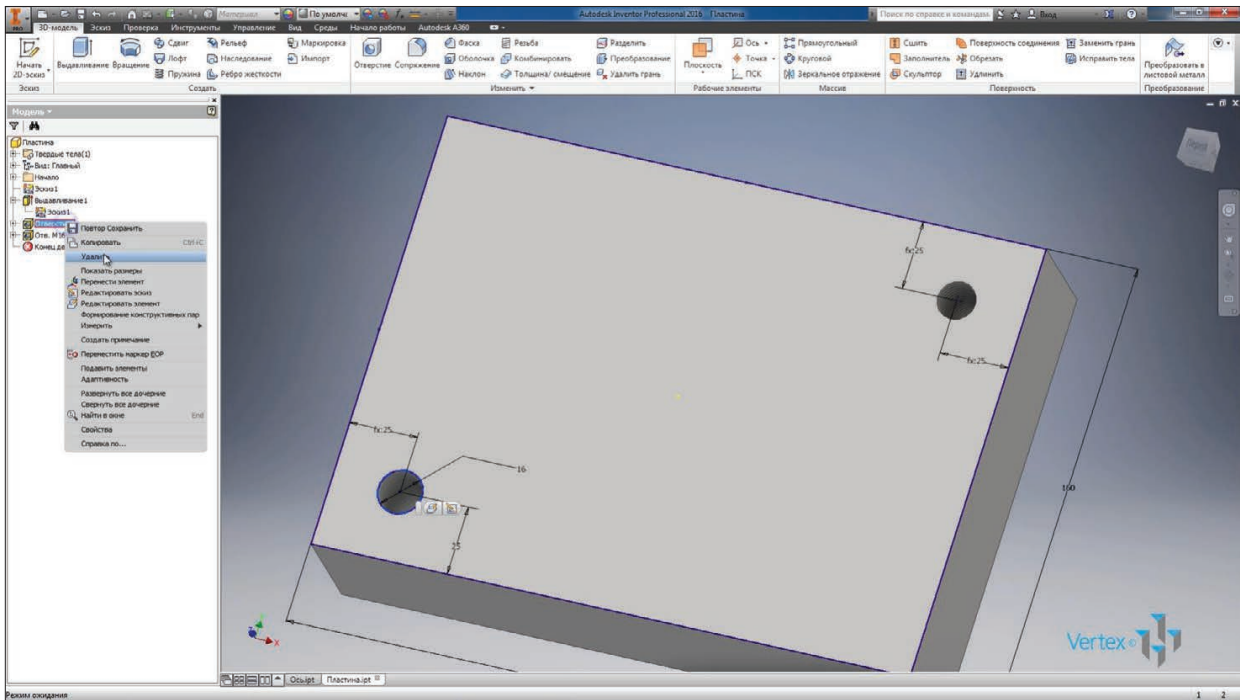 Autodesk Inventor Professional 2016 Пластина
Поиск по справке и командам
Вход
Материал
По умолч
3D-модель Эскиз Проверка Инструменты Управление Вид Среды Начало работы Autodesk A360
Начать 2D-эскиз
Выдавливание Вращение
Сдвиг Рельеф Маркировка
Лофт Наследование Импорт
Пружина Ребро жесткости
Отверстие Сопряжение
Фаска Резьба Разделить
Оболочка Комбинировать Преобразование
Наклон Толщина/ смещение Удалить грань
Плоскость
Ось
Точка
ПСК
Прямоугольный
Круговой
Зеркальное отражение
Сшить Поверхность соединения Заменить грань
Заполнитель Обрезать Исправить тела
Скульптор Удлинить
Преобразовать в листовой металл
Эскиз Создать Изменить Рабочие элементы Массив Поверхность Преобразование
Модель
Пластина
Твердые тела(1)
Вид: Главный
Начало
Эскиз1
Выдавливание1
Эскиз1
Отв. М16
Конец де
Повтор Сохранить
Копировать Ctrl+C
Удалить
Показать размеры
Перенести элемент
Редактировать эскиз
Редактировать элемент
Формирование конструктивных пар
Измерить
Создать примечание
Переместить маркер EOP
Подавить элементы
Адаптивность
Развернуть все дочерние
Свернуть все дочерние
Найти в окне End
Свойства
Справка по...
fx:25
fx:25
fx:25
16
25
160
Vertex ©
Ось.ipt Пластина.ipt
Режим ожидания 1 2